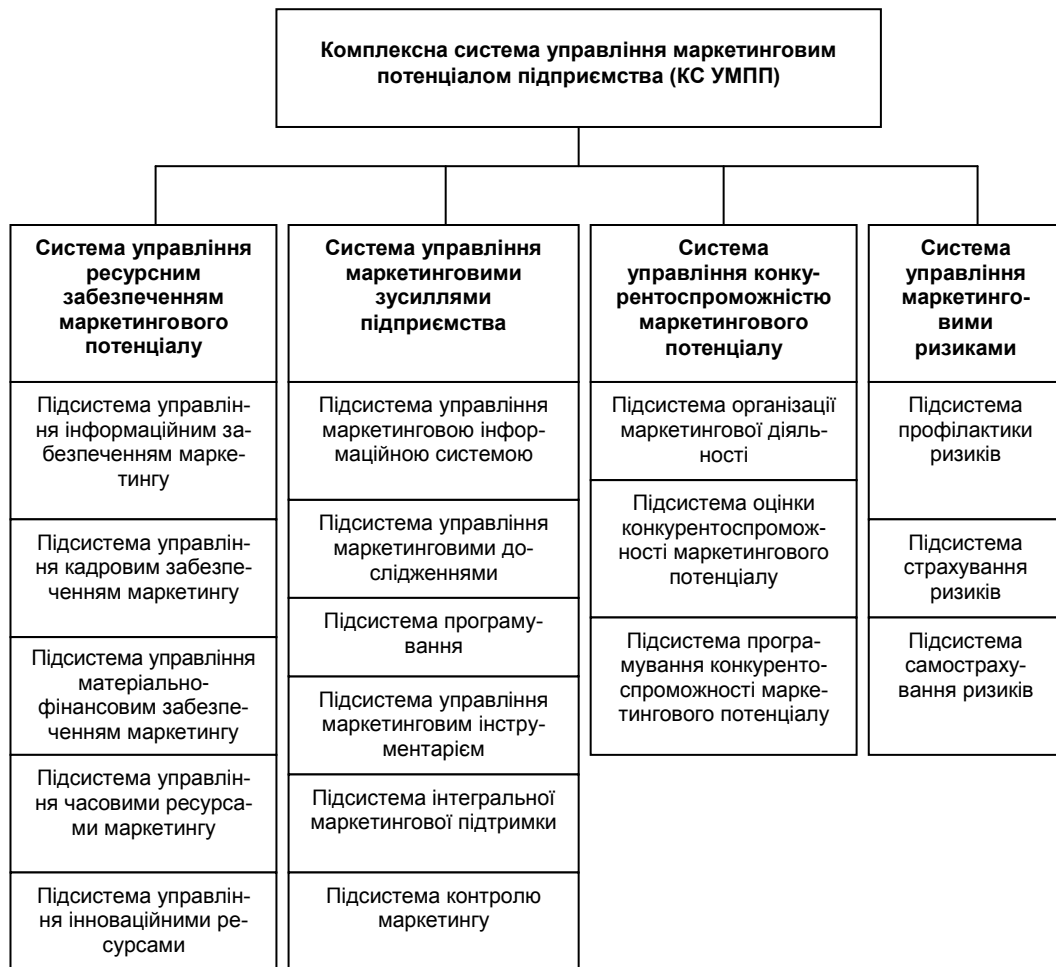 Комплексна система управління маркетинговим
потенціалом підприємства (КС УМПП)
Система управління
ресурсним
забезпеченням
маркетингового
потенціалу
Підсистема управлін-
ня інформаційним за-
безпеченням марке-
тингу
Підсистема управлін-
ня кадровим забезпе-
ченням маркетингу
Підсистема управління
матеріально-
фінансовим забезпе-
ченням маркетингу
Підсистема управлін-
ня часовими ресурса-
ми маркетингу
Підсистема управлін-
ня інноваційними ре-
сурсами
Система управління
маркетинговими
зусиллями
підприємства
Підсистема управління
маркетинговою інфор-
маційною системою
Підсистема управління
маркетинговими до-
слідженнями
Підсистема програму-
вання
Підсистема управління
маркетинговим інстру-
ментарієм
Підсистема інтегральної
маркетингової підтримки
Підсистема контролю
маркетингу
Система
управління конку-
рентоспроможністю
маркетингового
потенціалу
Підсистема організації
маркетингової діяль-
ності
Підсистема оцінки
конкурентоспромож-
ності маркетингового
потенціалу
Підсистема програ-
мування конкуренто-
спроможності марке-
тингового потенціалу
Система
управління
маркетинго-
вими
ризиками
Підсистема
профілактики
ризиків
Підсистема
страхування
ризиків
Підсистема
самостраху-
вання ризиків